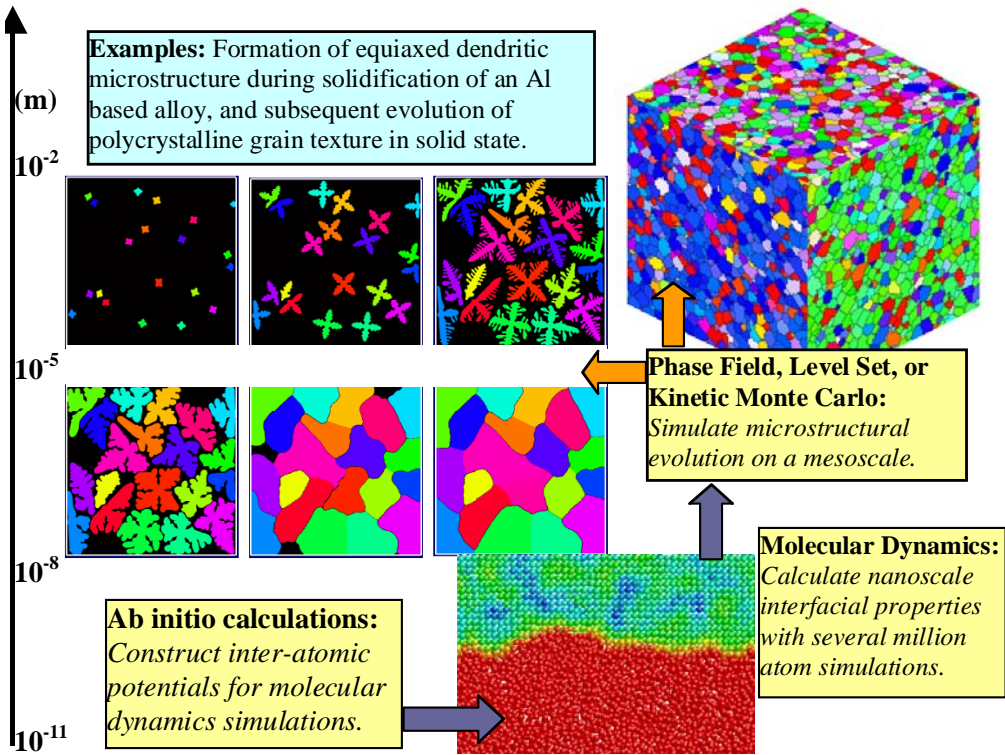 (m)
10⁻²
10⁻⁵
10⁻⁸
10⁻¹¹
Examples: Formation of equiaxed dendritic
microstructure during solidification of an Al
based alloy, and subsequent evolution of
polycrystalline grain texture in solid state.
Phase Field, Level Set, or
Kinetic Monte Carlo:
Simulate microstructural
evolution on a mesoscale.
Molecular Dynamics:
Calculate nanoscale
interfacial properties
with several million
atom simulations.
Ab initio calculations:
Construct inter-atomic
potentials for molecular
dynamics simulations.